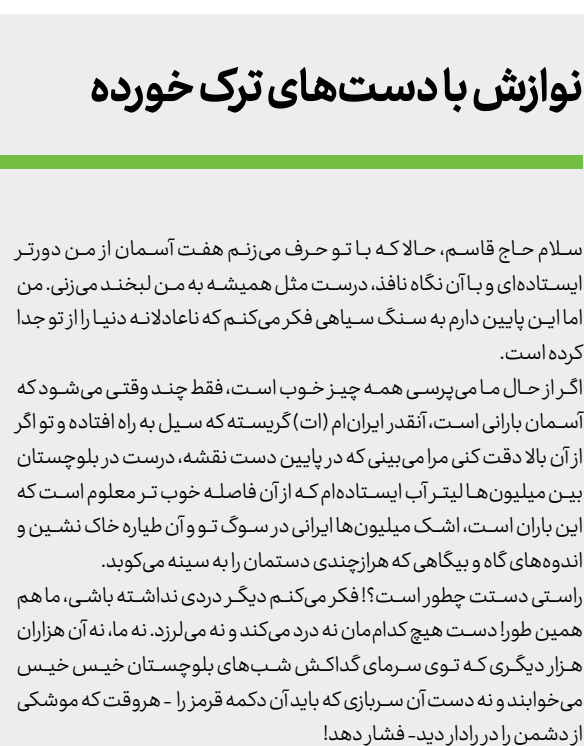 نوازش با دست‌های ترک خورده
سلام حاج قاسم، حالا که با تو حرف می‌زنم هفت آسمان از من دورتر
ایستاده‌ای و با آن نگاه نافذ، درست مثل همیشه به من لبخند می‌زنی. من
اما این پایین دارم به سنگ سیاهی فکر می‌کنم که ناعادلانه دنیا را از تو جدا
کرده است.
اگر از حال ما می‌پرسی همه چیز خوب است، فقط چند وقتی می‌شود که
آسمان بارانی است، آنقدر ایران‌ام (ات) گریسته که سیل به راه افتاده و تو اگر
از آن بالا دقت کنی مرا می‌بینی که در پایین دست نقشه، درست در بلوچستان
بین میلیون‌ها لیتر آب ایستاده‌ام که از آن فاصله خوب تر معلوم است که
این باران است، اشک میلیون‌ها ایرانی در سوگ تو و آن طیاره خاک نشین و
اندوه‌های گاه و بیگاهی که هرازچندی دستمان را به سینه می‌کوبد.
راستی دستت چطور است؟! فکر می‌کنم دیگر دردی نداشته باشی، ما هم
همین طور! دست هیچ کدام‌مان نه درد می‌کند و نه می‌لرزد. نه ما، نه آن هزاران
هزار دیگری که توی سرمای گداکش شب‌های بلوچستان خیس خیس
می‌خوابند و نه دست آن سربازی که باید آن دکمه قرمز را - هروقت که موشکی
از دشمن را در رادار دید- فشار دهد!